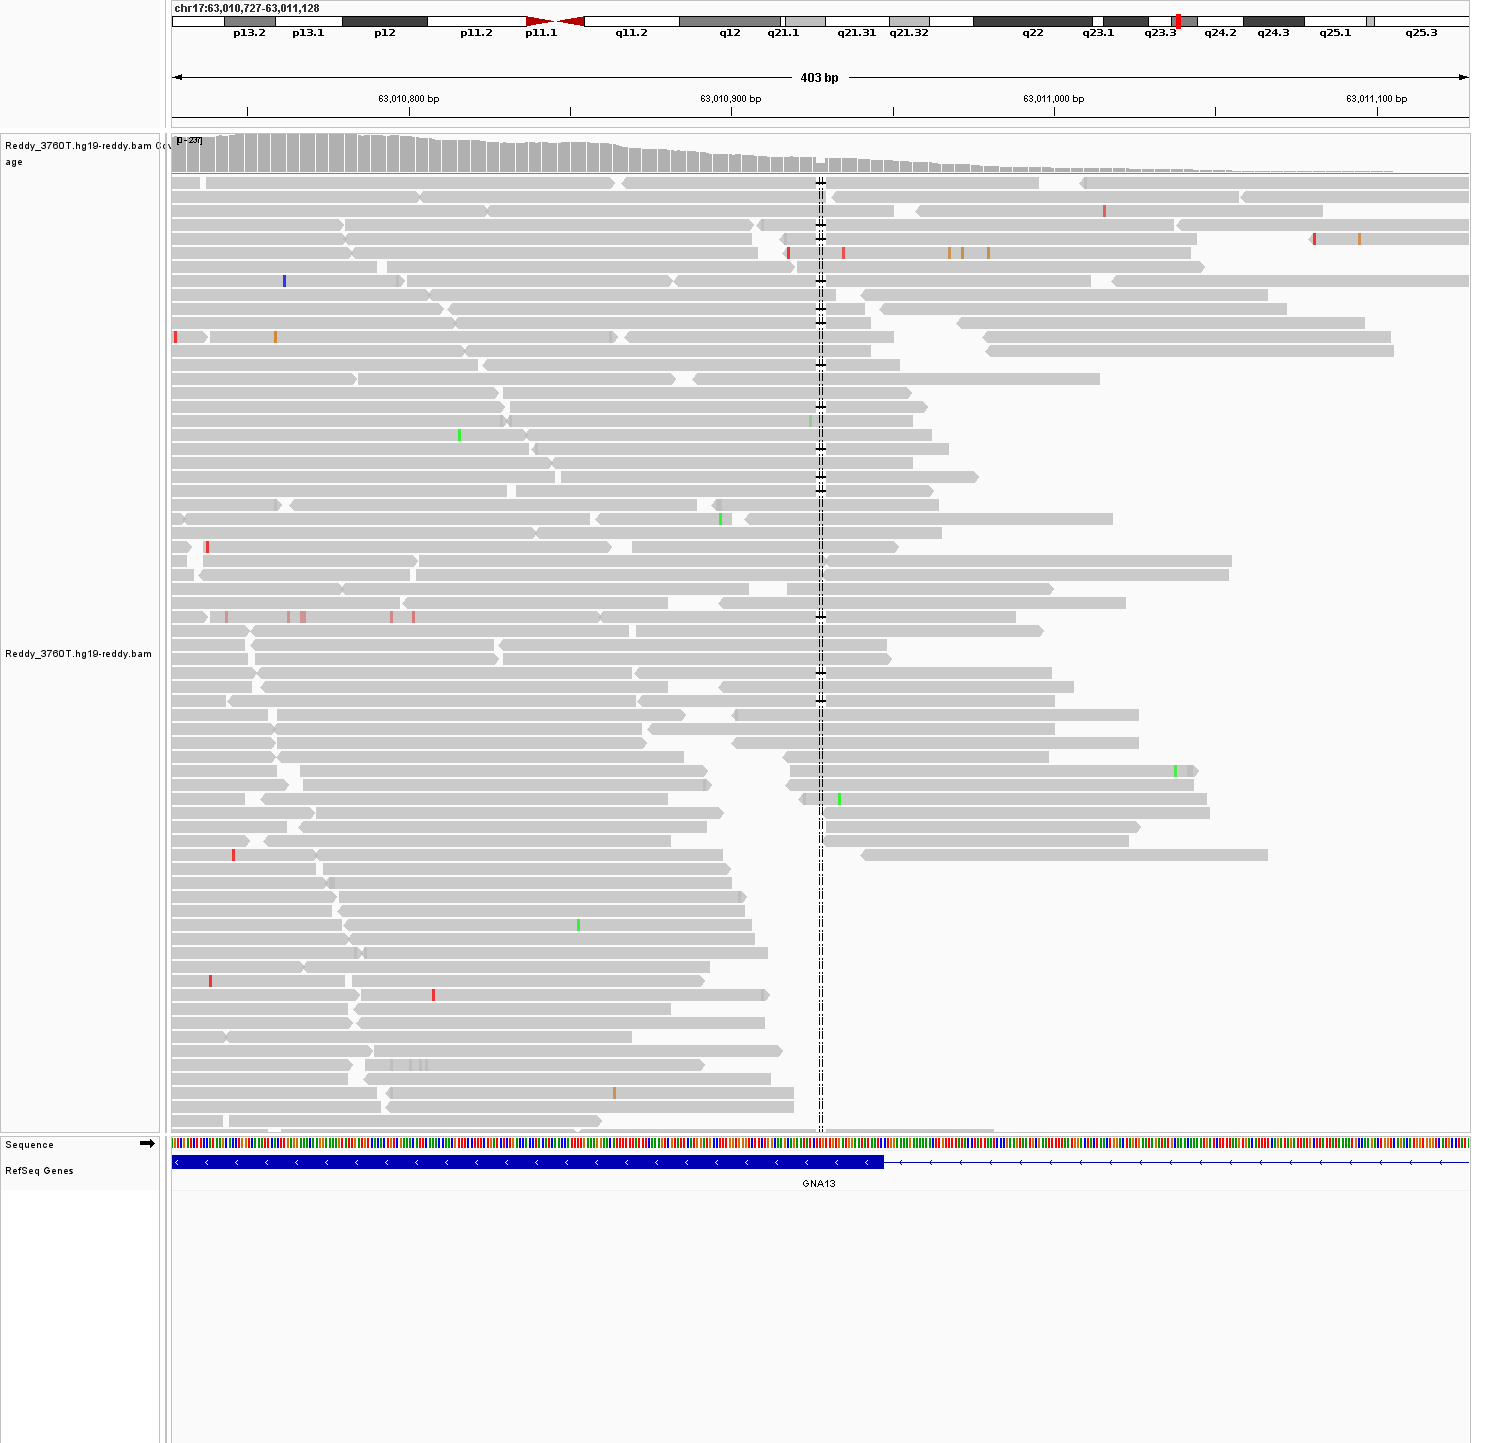 chr17:63,010,727-63,011,128
p13.2 p13.1 p12 p11.2 p11.1 q11.2 q12 q21.1 q21.31 q21.32 q22 q23.1 q23.3 q24.2 q24.3 q25.1 q25.3
403 bp
63,010,800 bp 63,010,900 bp 63,011,000 bp 63,011,100 bp
[0 - 237]
Reddy_3760T.hg19-reddy.bam Cov
age
Reddy_3760T.hg19-reddy.bam
Sequence
RefSeq Genes
GNA13